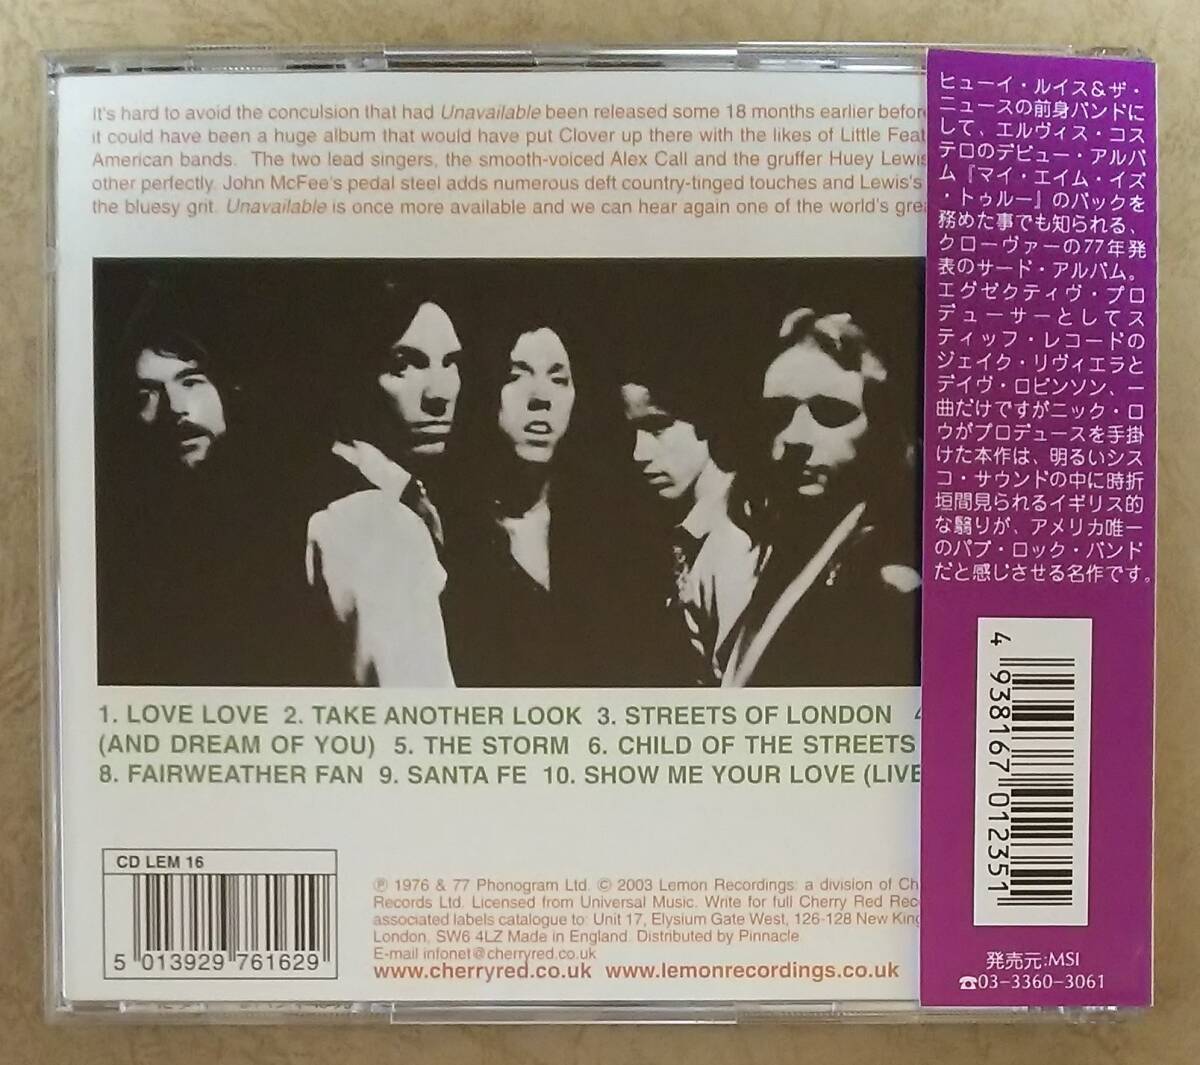 It's hard to avoid the conculsion that had Unavailable been released some 18 months earlier before
it could have been a huge album that would have put Clover up there with the likes of Little Feat
American bands. The two lead singers, the smooth-voiced Alex Call and the gruffer Huey Lewis
other perfectly. John McFee's pedal steel adds numerous deft country-tinged touches and Lewis's
the bluesy grit. Unavailable is once more available and we can hear again one of the world's
1. LOVE LOVE 2. TAKE ANOTHER LOOK 3. STREETS OF LONDON
(AND DREAM OF YOU) 5. THE STORM 6. CHILD OF THE STREETS
8. FAIRWEATHER FAN 9. SANTA FE 10. SHOW ME YOUR LOVE (LIVE
CD LEM 16
5 013929 761629
℗ 1976 & 77 Phonogram Ltd. © 2003 Lemon Recordings: a division of Ch
Records Ltd. Licensed from Universal Music. Write for full Cherry Red Rec
associated labels catalogue to: Unit 17, Elysium Gate West, 126-128 New King
London, SW6 4LZ Made in England. Distributed by Pinnacle.
E-mail infonet@cherryred.co.uk
www.cherryred.co.uk www.lemonrecordings.co.uk
ヒューイ・ルイス&ザ・
ニュースの前身バンドに
して、エルヴィス・コス
テロのデビュー・アルバ
ム『マイ・エイム・イズ
・トゥルー』のバックを
務めた事でも知られる、
クローヴァーの77年発
表のサード・アルバム。
エグゼクティヴ・プロ
デューサーとしてス
ティッフ・レコードの
ジェイク・リヴィエラと
デイヴ・ロビンソン、一
曲だけですがニック・ロ
ウがプロデュースを手掛
けた本作は、明るいシス
コ・サウンドの中に時折
垣間見られるイギリス的
な翳りが、アメリカ唯一
のパブ・ロック・バンド
だと感じさせる名作です。
4 938167 012351
発売元:MSI
☎03-3360-3061